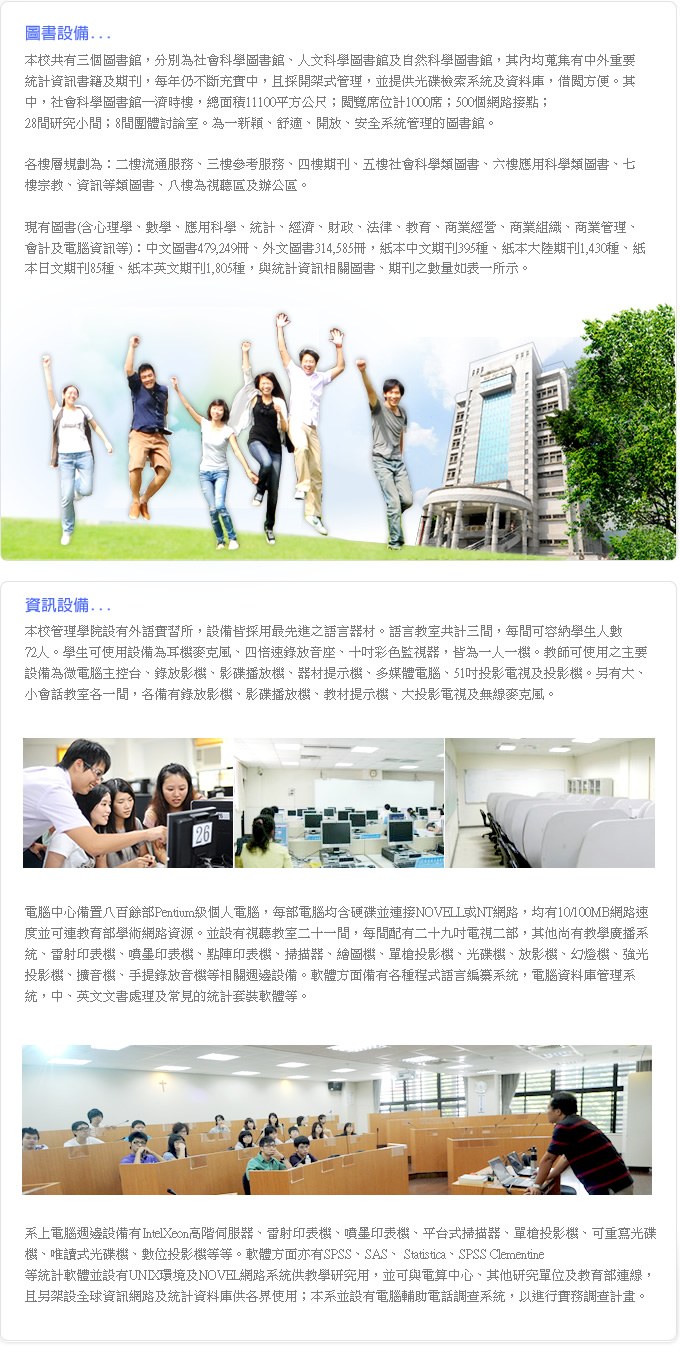 圖書設備...
本校共有三個圖書館，分別為社會科學圖書館、人文科學圖書館及自然科學圖書館，其內均蒐集有中外重要
統計資訊書籍及期刊，每年仍不斷充實中，且採開架式管理，並提供光碟檢索系統及資料庫，借閱方便。其
中，社會科學圖書館─濟時樓，總面積11100平方公尺；閱覽席位計1000席；500個網路接點；
28間研究小間；8間團體討論室。為一新穎、舒適、開放、安全系統管理的圖書館。
各樓層規劃為：二樓流通服務、三樓參考服務、四樓期刊、五樓社會科學類圖書、六樓應用科學類圖書、七
樓宗教、資訊等類圖書、八樓為視聽區及辦公區。
現有圖書(含心理學、數學、應用科學、統計、經濟、財政、法律、教育、商業經營、商業組織、商業管理、
會計及電腦資訊等)：中文圖書479,249冊、外文圖書314,585冊，紙本中文期刊395種、紙本大陸期刊1,430種、紙
本日文期刊85種、紙本英文期刊1,805種，與統計資訊相關圖書、期刊之數量如表一所示。
資訊設備...
本校管理學院設有外語實習所，設備皆採用最先進之語言器材。語言教室共計三間，每間可容納學生人數
72人。學生可使用設備為耳機麥克風、四倍速錄放音座、十吋彩色監視器，皆為一人一機。教師可使用之主要
設備為微電腦主控台、錄放影機、影碟播放機、器材提示機、多媒體電腦、51吋投影電視及投影機。另有大、
小會話教室各一間，各備有錄放影機、影碟播放機、教材提示機、大投影電視及無線麥克風。
26
電腦中心備置八百餘部Pentium級個人電腦，每部電腦均含硬碟並連接NOVELL或NT網路，均有10/100MB網路速
度並可連教育部學術網路資源。並設有視聽教室二十一間，每間配有二十九吋電視二部，其他尚有教學廣播系
統、雷射印表機、噴墨印表機、點陣印表機、掃描器、繪圖機、單槍投影機、光碟機、放影機、幻燈機、強光
投影機、擴音機、手提錄放音機等相關週邊設備。軟體方面備有各種程式語言編纂系統，電腦資料庫管理系
統，中、英文文書處理及常見的統計套裝軟體等。
系上電腦週邊設備有IntelXeon高階伺服器、雷射印表機、噴墨印表機、平台式掃描器、單槍投影機、可重寫光碟
機、唯讀式光碟機、數位投影機等等。軟體方面亦有SPSS、SAS、 Statistica、SPSS Clementine
等統計軟體並設有UNIX環境及NOVEL網路系統供教學研究用，並可與電算中心、其他研究單位及教育部連線，
且另架設全球資訊網路及統計資料庫供各界使用；本系並設有電腦輔助電話調查系統，以進行實務調查計畫。